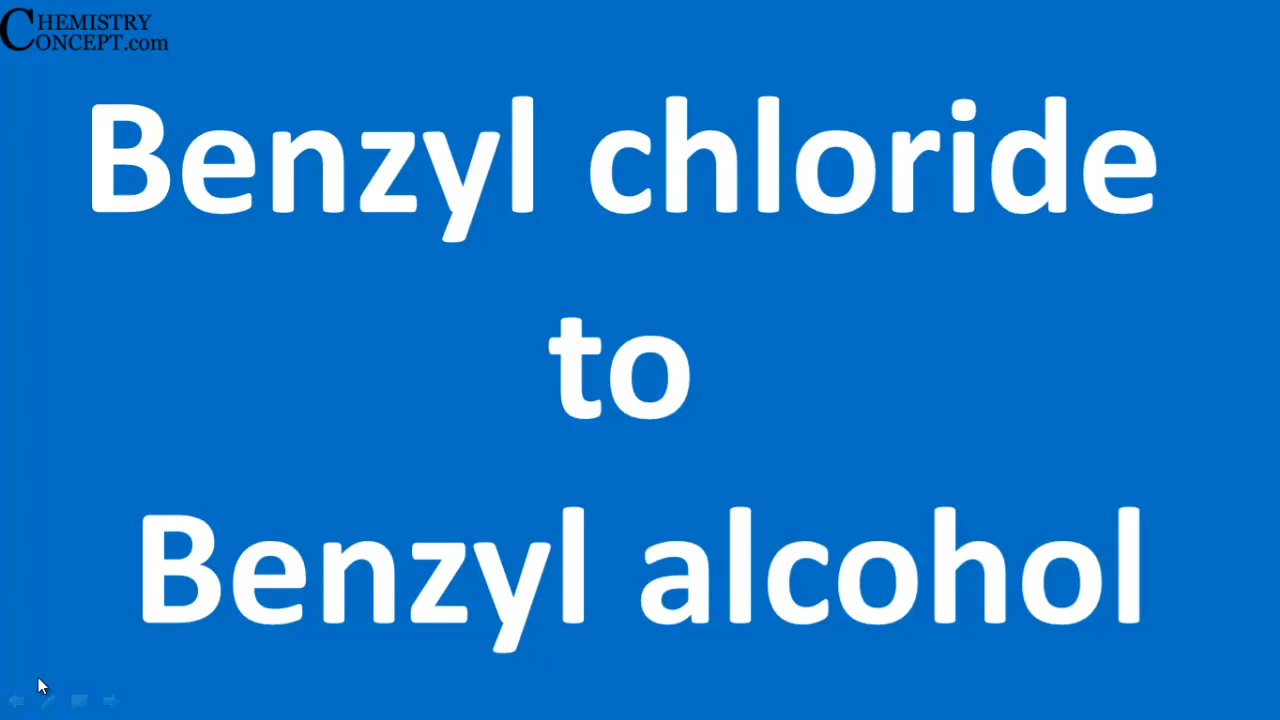 CHEMISTRY
CONCEPT.com
Benzyl chloride
to
Benzyl alcohol